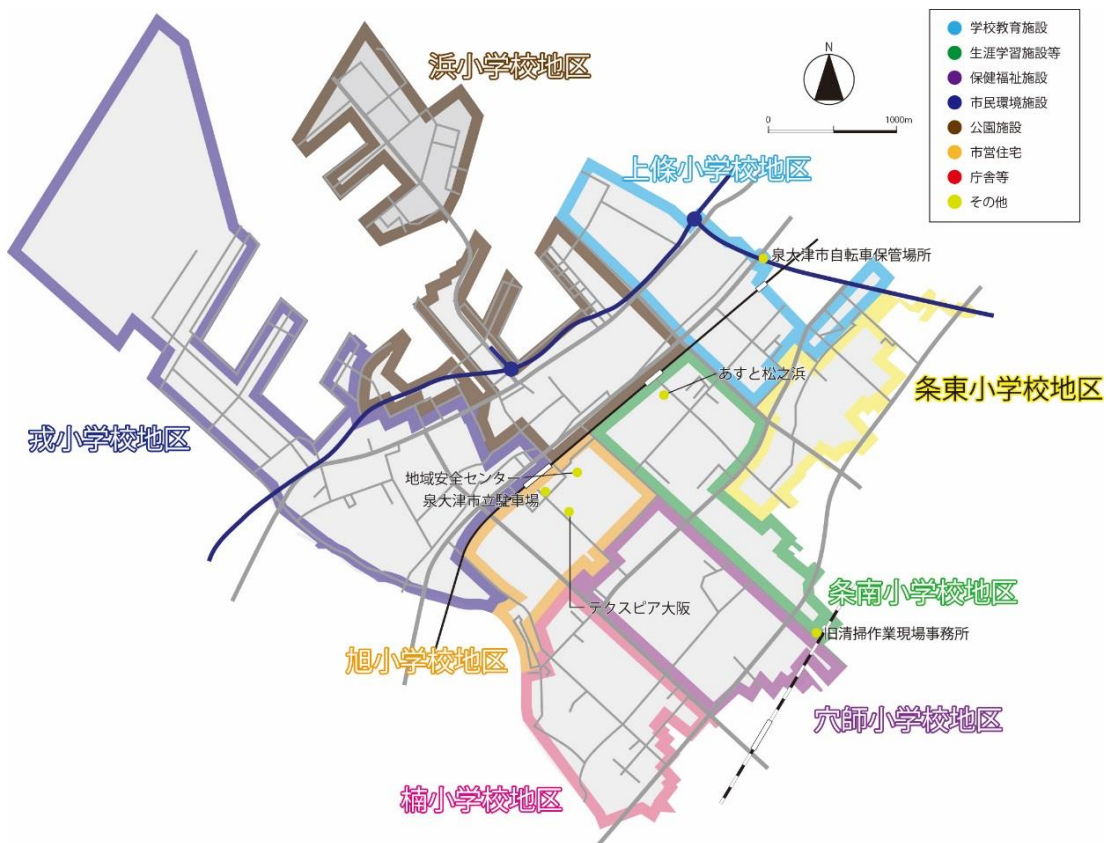 学校教育施設
生涯学習施設等
保健福祉施設
市民環境施設
公園施設
市営住宅
庁舎等
その他
N
0 1000m
浜小学校地区
上條小学校地区
泉大津市自転車保管場所
あすと松之浜
条東小学校地区
戎小学校地区
地域安全センター
泉大津市立駐車場
テクスピア大阪
条南小学校地区
旧清掃作業現場事務所
旭小学校地区
穴師小学校地区
楠小学校地区